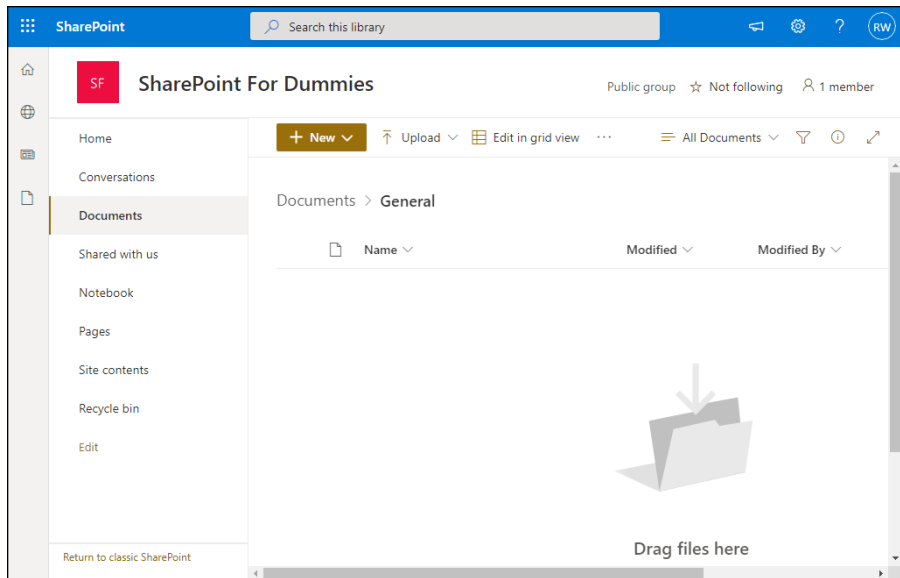 SharePoint
Search this library
?
RW
SF
SharePoint For Dummies
Public group
Not following
1 member
Home
Conversations
Documents
Shared with us
Notebook
Pages
Site contents
Recycle bin
Edit
Return to classic SharePoint
New
Upload
Edit in grid view
···
All Documents
Documents > General
Name
Modified
Modified By
Drag files here